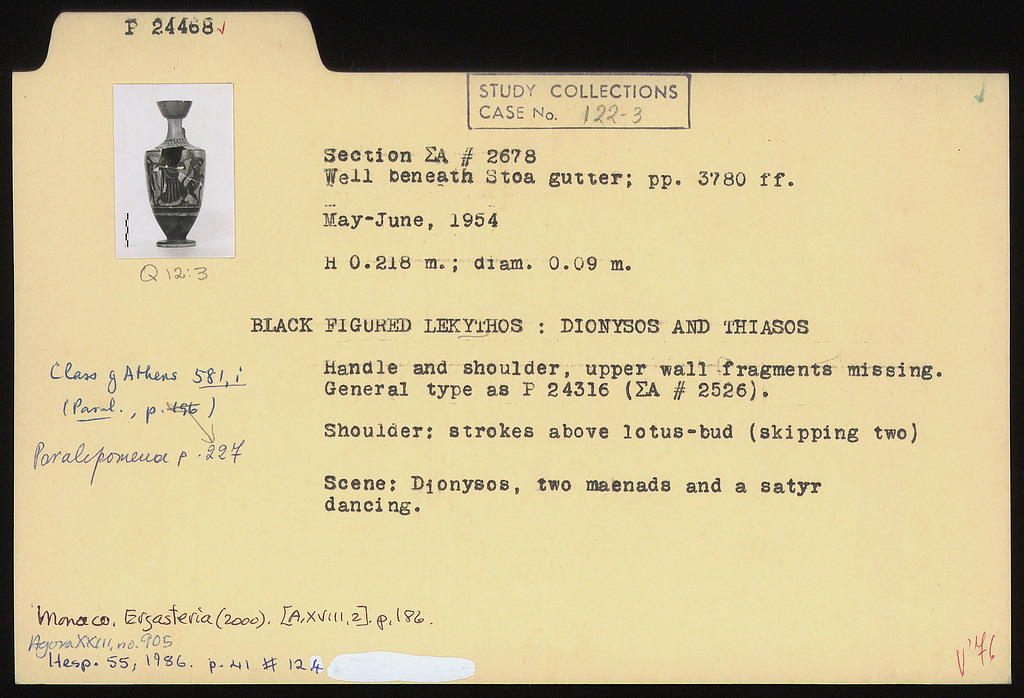 P 24468 ✓
STUDY COLLECTIONS
CASE No. 122-3
Section ΣA # 2678
Well beneath Stoa gutter; pp. 3780 ff.
May-June, 1954
H 0.218 m.; diam. 0.09 m.
Q 12:3
BLACK FIGURED LEKYTHOS : DIONYSOS AND THIASOS
Handle and shoulder, upper wall fragments missing.
General type as P 24316 (ΣA # 2526).
Class of Athens 581, i
(Paral., p. 196)
Paralipomena p. 227
Shoulder: strokes above lotus-bud (skipping two)
Scene: Dionysos, two maenads and a satyr
dancing.
Monaco. Ergasteria (2000). [A, XVIII, 2]. p. 186.
Agora XXIII, no. 905
Hesp. 55, 1986. p. 41 # 124
V '76